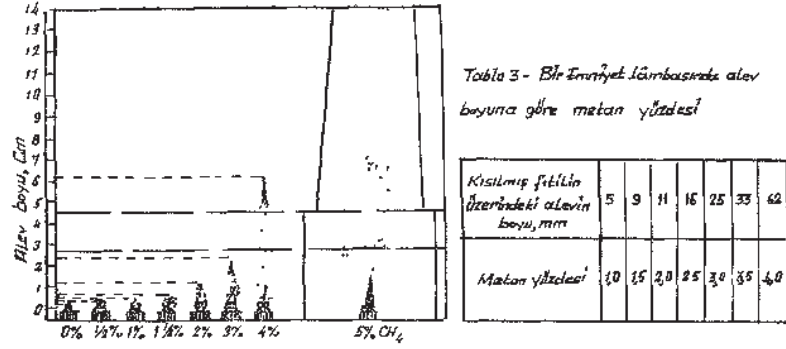 14
13
12
11
10
9
8
7
6
5
4
3
2
1
0
Alev boyu, Cm
0% ½% 1% 1½% 2% 3% 4% 5% CH₄
Tablo 3 - Bir Emniyet lâmbasında alev
boyuna göre metan yüzdesi
Kısılmış fitilin
üzerindeki alevin
boyu, mm
5 9 11 16 25 33 62
Metan yüzdesi 1,0 1,5 2,0 2,5 3,0 3,5 4,0